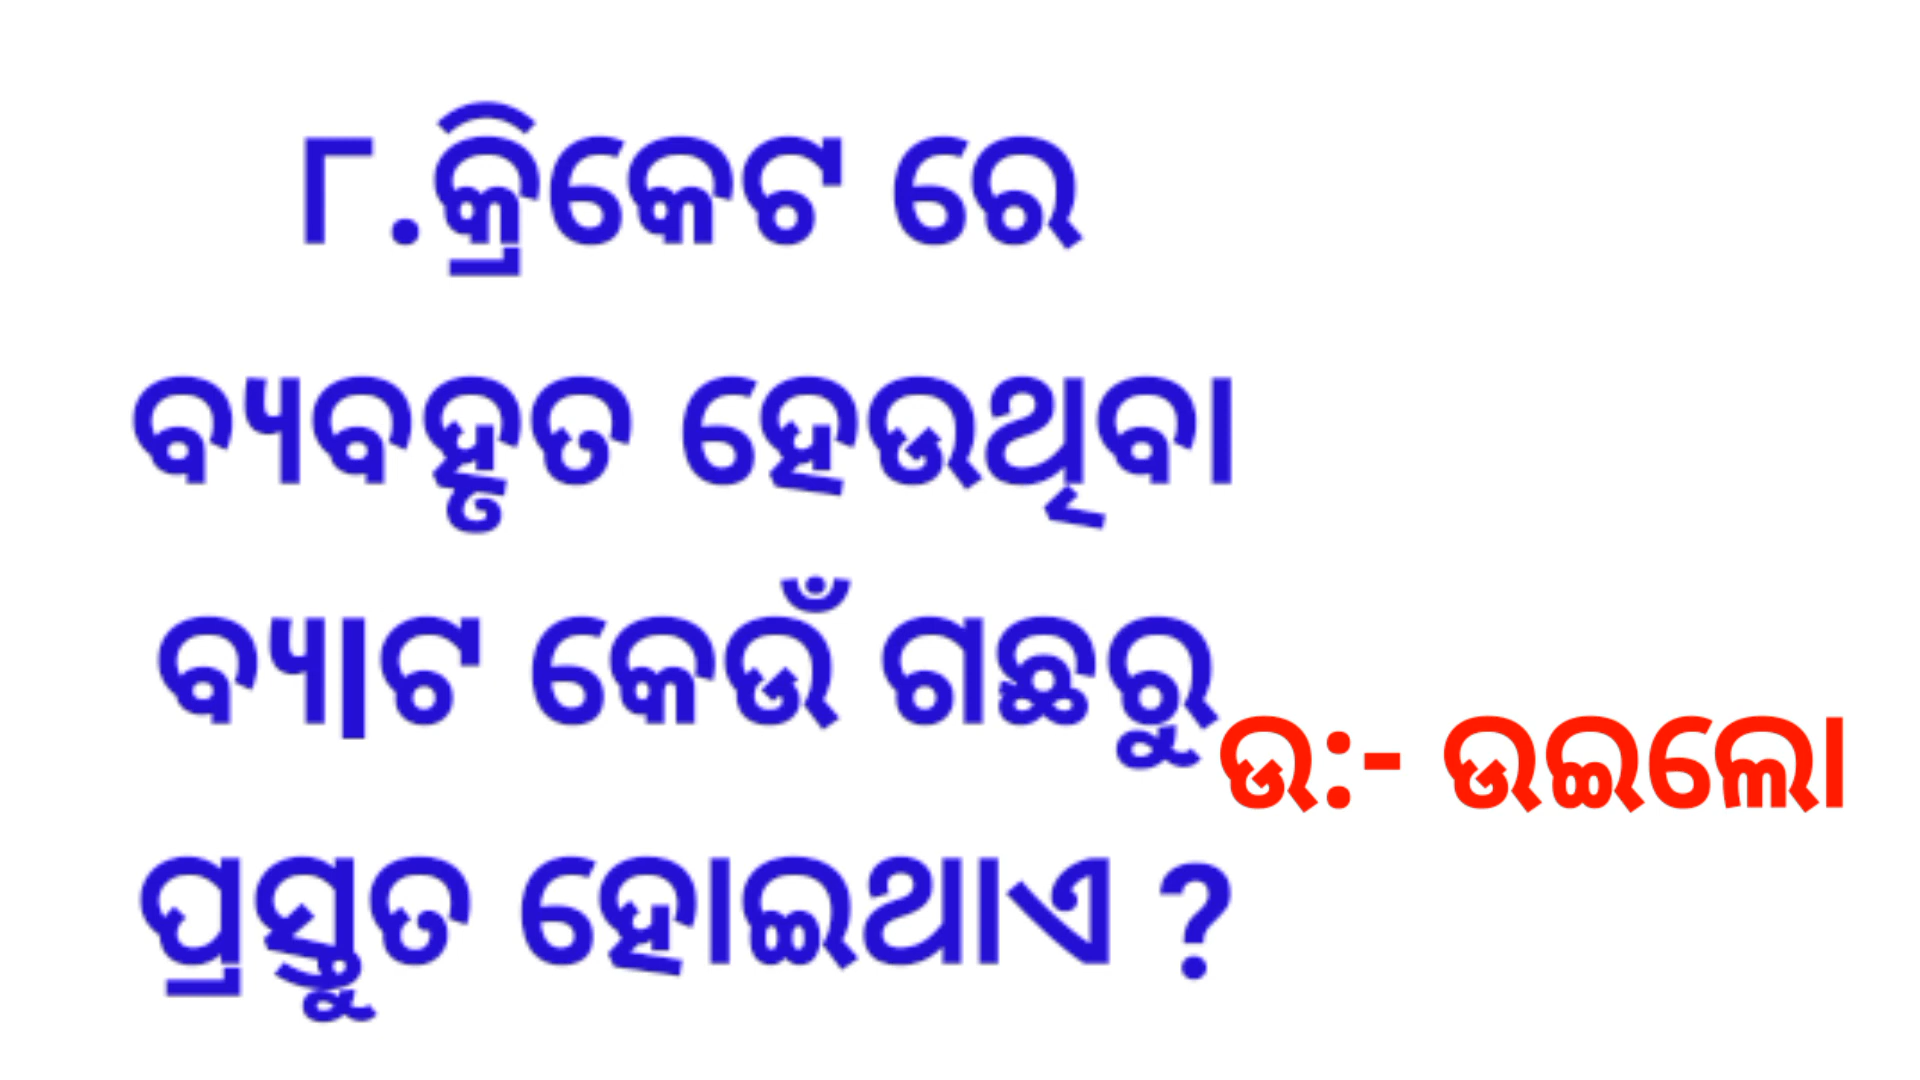 ୮.କ୍ରିକେଟ ରେ
ବ୍ୟବହୃତ ହେଉଥିବା
ବ୍ୟାଟ କେଉଁ ଗଛରୁ
ଉ:- ଉଇଲୋ
ପ୍ରସ୍ତୁତ ହୋଇଥାଏ ?